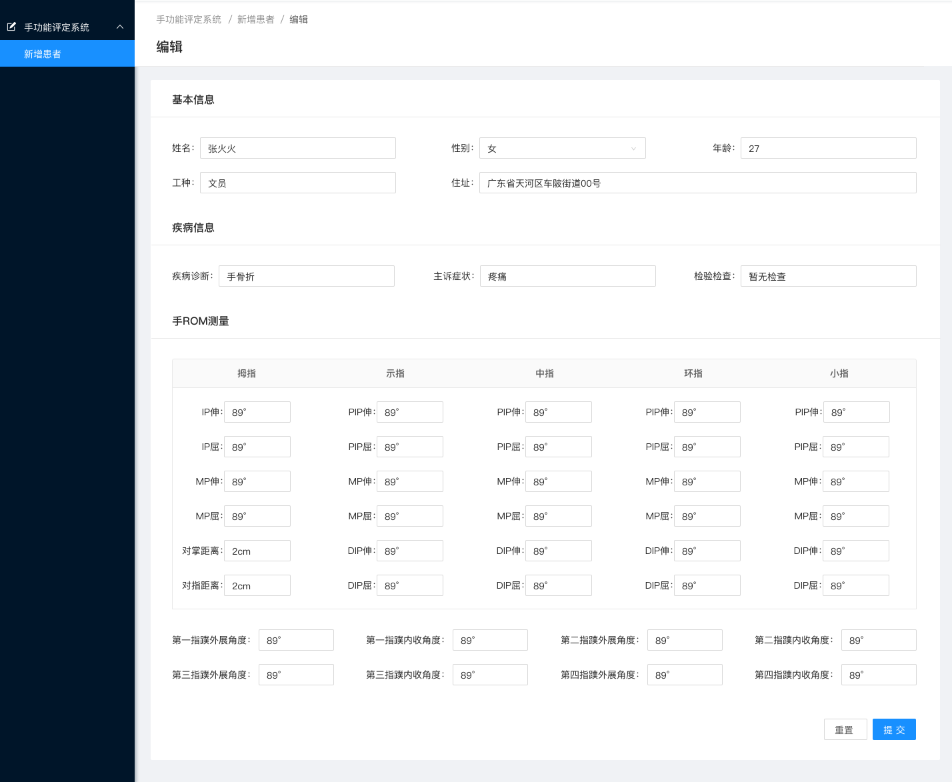 手功能评定系统
新增患者
手功能评定系统 / 新增患者 / 编辑
编辑
基本信息
姓名: 张火火 性别: 女 年龄: 27
工种: 文员 住址: 广东省天河区车陂街道00号
疾病信息
疾病诊断: 手骨折 主诉症状: 疼痛 检验检查: 暂无检查
手ROM测量
拇指 示指 中指 环指 小指
IP伸: 89° PIP伸: 89° PIP伸: 89° PIP伸: 89° PIP伸: 89°
IP屈: 89° PIP屈: 89° PIP屈: 89° PIP屈: 89° PIP屈: 89°
MP伸: 89° MP伸: 89° MP伸: 89° MP伸: 89° MP伸: 89°
MP屈: 89° MP屈: 89° MP屈: 89° MP屈: 89° MP屈: 89°
对掌距离: 2cm DIP伸: 89° DIP伸: 89° DIP伸: 89° DIP伸: 89°
对指距离: 2cm DIP屈: 89° DIP屈: 89° DIP屈: 89° DIP屈: 89°
第一指蹼外展角度: 89° 第一指蹼内收角度: 89° 第二指蹼外展角度: 89° 第二指蹼内收角度: 89°
第三指蹼外展角度: 89° 第三指蹼内收角度: 89° 第四指蹼外展角度: 89° 第四指蹼内收角度: 89°
重置 提 交